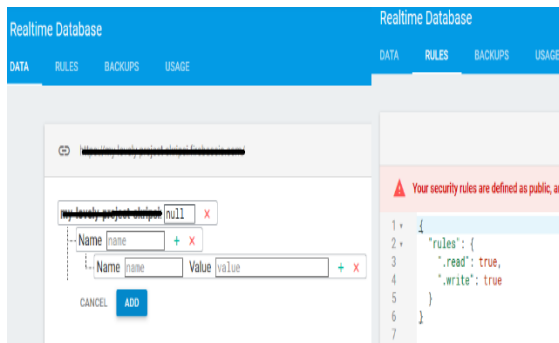 Realtime Database
DATA RULES BACKUPS USAGE
null
Name name
Name name Value value
CANCEL ADD
Realtime Database
DATA RULES BACKUPS USAGE
Your security rules are defined as public, a
1 {
2 "rules": {
3 ".read": true,
4 ".write": true
5 }
6 }
7